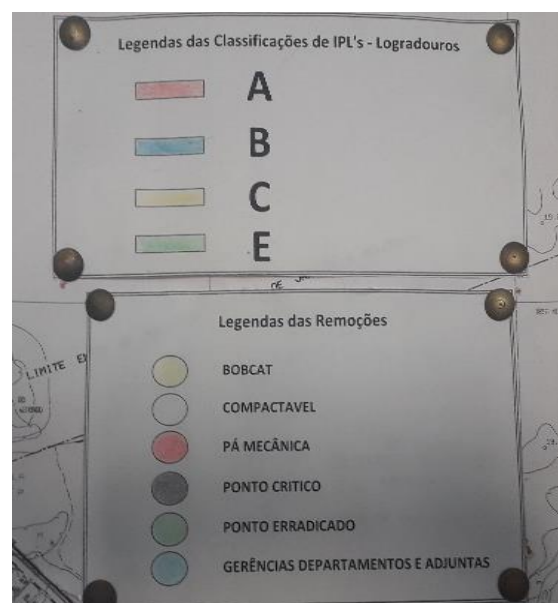 Legendas das Classificações de IPL's - Logradouros
A
B
C
E
DE
LIMITE
Legendas das Remoções
BOBCAT
COMPACTAVEL
PÁ MECÂNICA
PONTO CRITICO
PONTO ERRADICADO
GERÊNCIAS DEPARTAMENTOS E ADJUNTAS